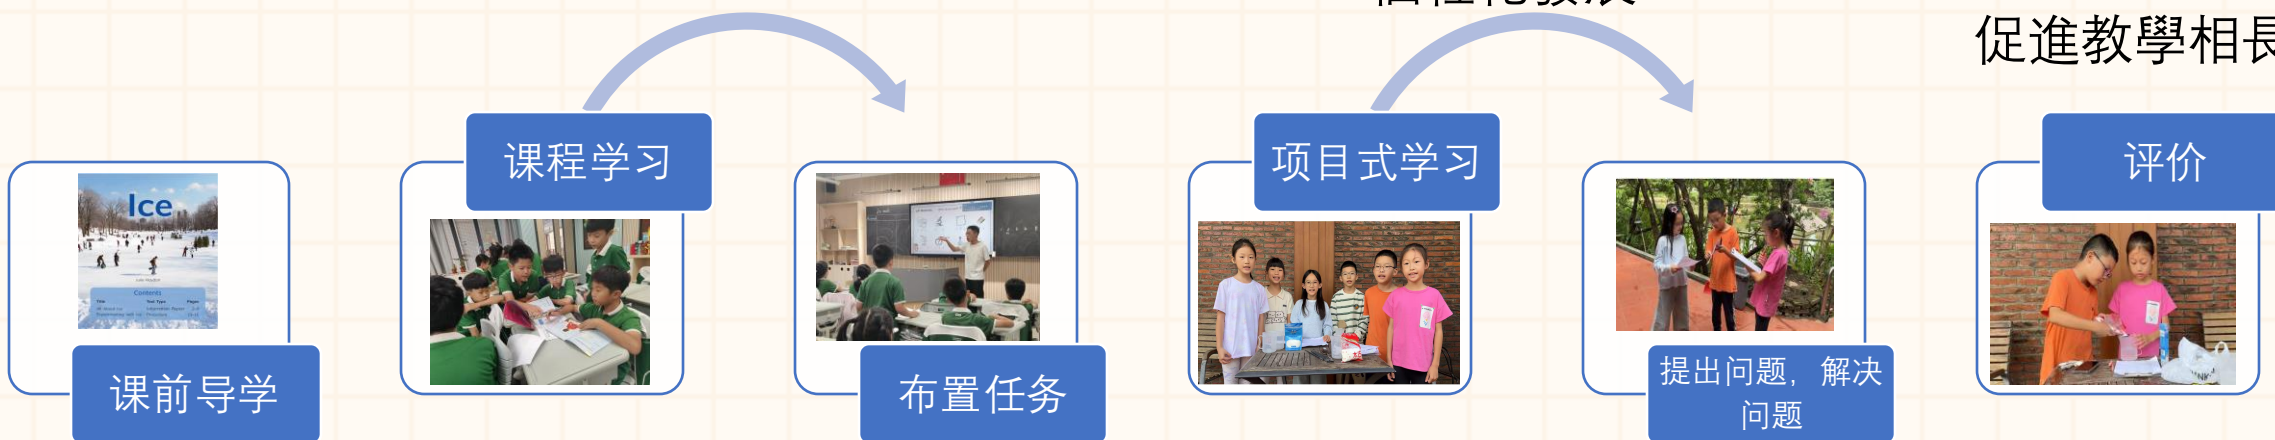 促進教學相長
课程学习
项目式学习
评价
Ice
Contents
课前导学
布置任务
提出问题，解决
问题